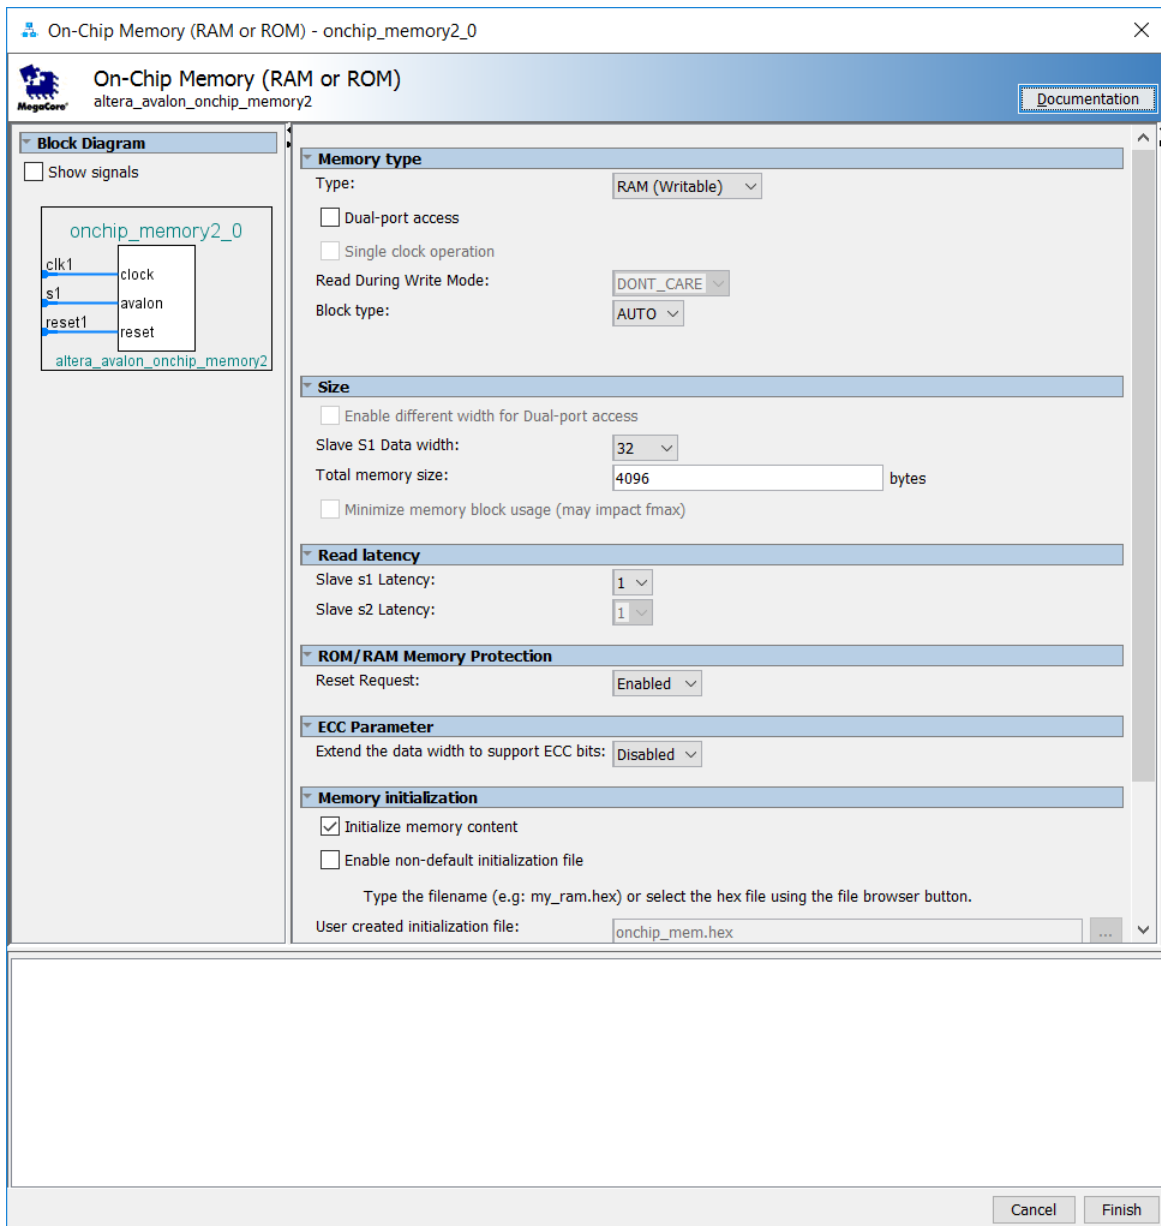 On-Chip Memory (RAM or ROM) - onchip_memory2_0
MegaCore®
On-Chip Memory (RAM or ROM)
altera_avalon_onchip_memory2
Documentation
Block Diagram
Show signals
onchip_memory2_0
clk1
clock
s1
avalon
reset1
reset
altera_avalon_onchip_memory2
Memory type
Type: RAM (Writable)
Dual-port access
Single clock operation
Read During Write Mode: DONT_CARE
Block type: AUTO
Size
Enable different width for Dual-port access
Slave S1 Data width: 32
Total memory size: 4096 bytes
Minimize memory block usage (may impact fmax)
Read latency
Slave s1 Latency: 1
Slave s2 Latency: 1
ROM/RAM Memory Protection
Reset Request: Enabled
ECC Parameter
Extend the data width to support ECC bits: Disabled
Memory initialization
Initialize memory content
Enable non-default initialization file
Type the filename (e.g: my_ram.hex) or select the hex file using the file browser button.
User created initialization file: onchip_mem.hex ...
Cancel Finish